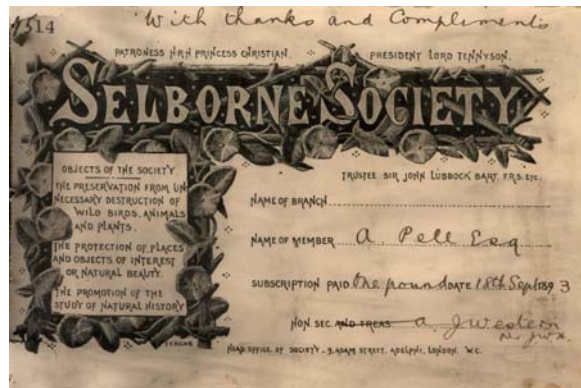 With thanks and Compliments
514
PATRONESS H.R.H PRINCESS CHRISTIAN. PRESIDENT LORD TENNYSON.
SELBORNE SOCIETY
TRUSTEE SIR JOHN LUBBOCK BART. F.R.S. ETC.
OBJECTS OF THE SOCIETY
THE PRESERVATION FROM UN
NECESSARY DESTRUCTION OF
WILD BIRDS, ANIMALS
AND PLANTS.
THE PROTECTION OF PLACES
AND OBJECTS OF INTEREST
OR NATURAL BEAUTY.
THE PROMOTION OF THE
STUDY OF NATURAL HISTORY
NAME OF BRANCH
NAME OF MEMBER A. Pell Esq
SUBSCRIPTION PAID One pound DATE 18th Sept 1893
HON. SEC. AND TREAS. A J Western
HEAD OFFICE OF SOCIETY - 9, ADAM STREET, ADELPHI, LONDON. W.C.